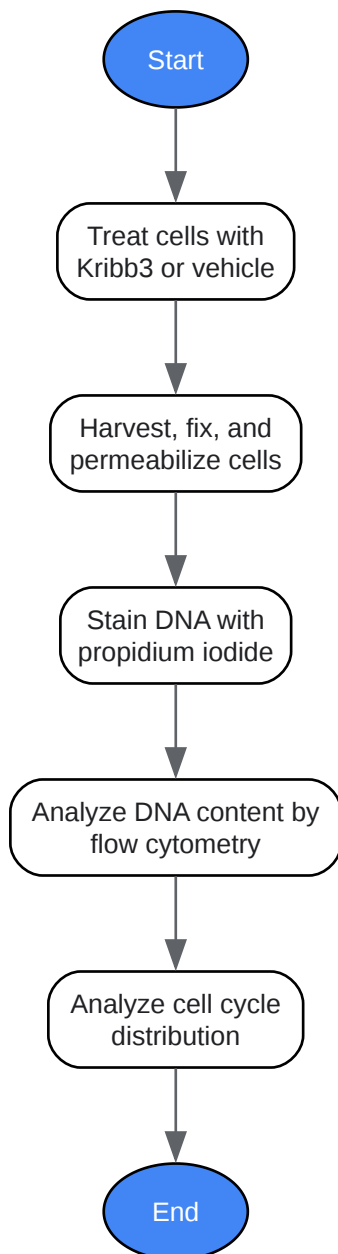 Start
Treat cells with
Kribb3 or vehicle
Harvest, fix, and
permeabilize cells
Stain DNA with
propidium iodide
Analyze DNA content by
flow cytometry
Analyze cell cycle
distribution
End